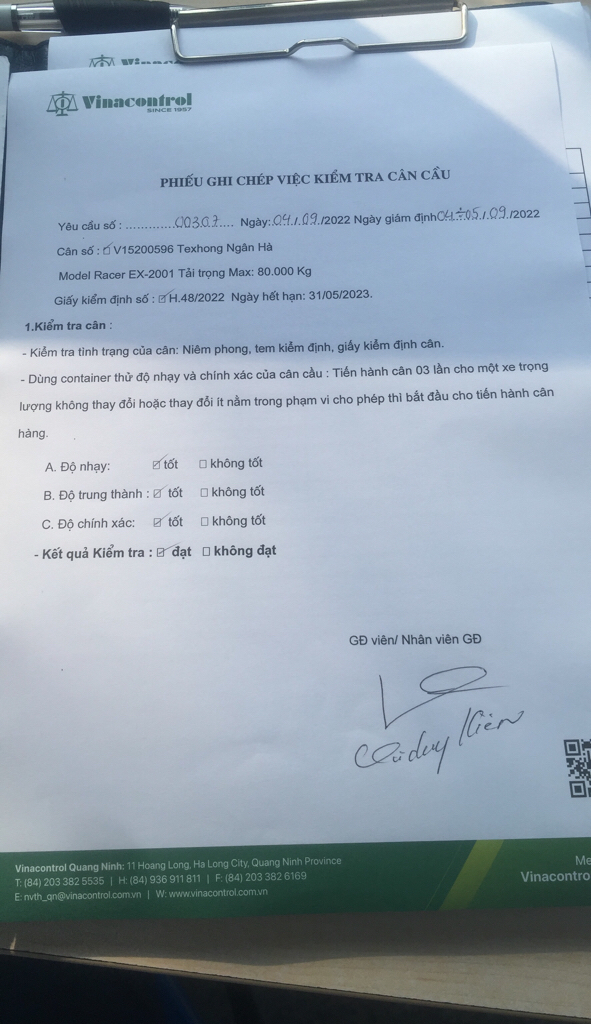 Vinacontrol
SINCE 1957
PHIẾU GHI CHÉP VIỆC KIỂM TRA CÂN CẦU
Yêu cầu số : ............00307.... Ngày: 04/.09./2022 Ngày giám định 04÷05./.09./2022
Cân số : ☑ V15200596 Texhong Ngân Hà
Model Racer EX-2001 Tải trọng Max: 80.000 Kg
Giấy kiểm định số : ☑ H.48/2022 Ngày hết hạn: 31/05/2023.
1.Kiểm tra cân :
- Kiểm tra tình trạng của cân: Niêm phong, tem kiểm định, giấy kiểm định cân.
- Dùng container thử độ nhạy và chính xác của cân cầu : Tiến hành cân 03 lần cho một xe trọng
lượng không thay đổi hoặc thay đổi ít nằm trong phạm vi cho phép thì bắt đầu cho tiến hành cân
hàng.
A. Độ nhạy: ☑ tốt ☐ không tốt
B. Độ trung thành : ☑ tốt ☐ không tốt
C. Độ chính xác: ☑ tốt ☐ không tốt
- Kết quả Kiểm tra : ☑ đạt ☐ không đạt
GĐ viên/ Nhân viên GĐ
duy Kiên
Vinacontrol Quang Ninh: 11 Hoang Long, Ha Long City, Quang Ninh Province
T: (84) 203 382 5535 | H: (84) 936 911 811 | F: (84) 203 382 6169
E: nvth_qn@vinacontrol.com.vn | W: www.vinacontrol.com.vn
Me
Vinacontro